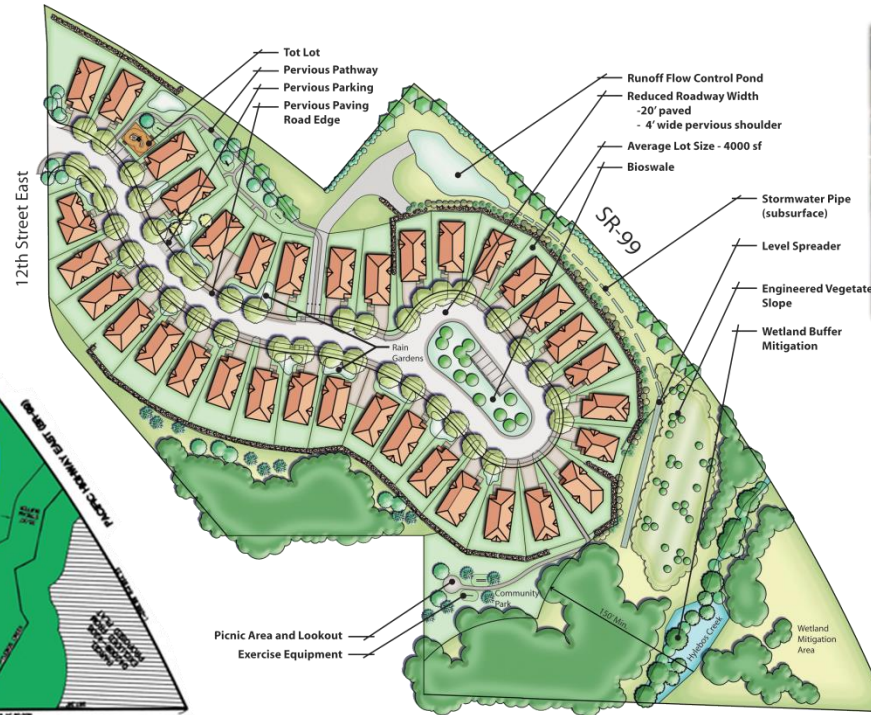 Tot Lot
Pervious Pathway
Pervious Parking
Pervious Paving
Road Edge
Runoff Flow Control Pond
Reduced Roadway Width
-20' paved
- 4' wide pervious shoulder
Average Lot Size - 4000 sf
Bioswale
Stormwater Pipe
(subsurface)
Level Spreader
Engineered Vegetate
Slope
Wetland Buffer
Mitigation
SR-99
12th Street East
Rain
Gardens
PACIFIC HIGHWAY EAST (SR-99)
Community
Park
150' Min.
Hylebos Creek
Wetland
Mitigation
Area
Picnic Area and Lookout
Exercise Equipment